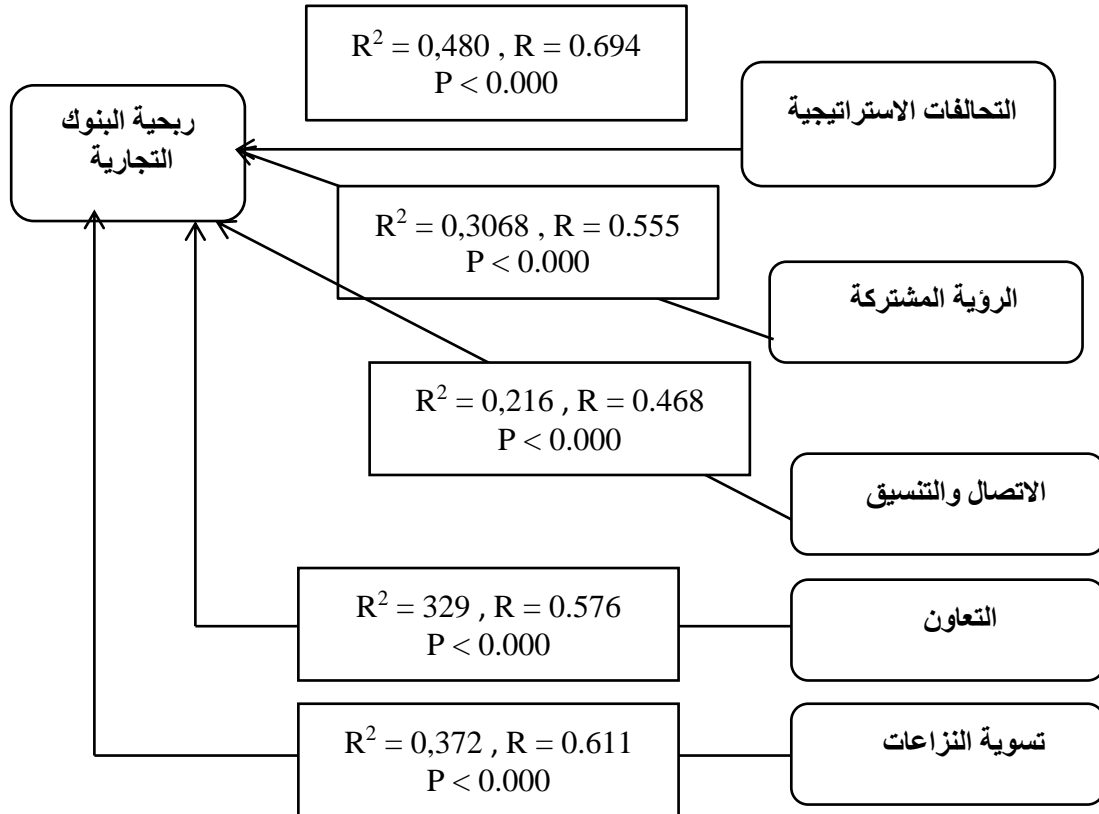 R² = 0,480 , R = 0.694
P < 0.000
التحالفات الاستراتيجية
ربحية البنوك
التجارية
R² = 0,3068 , R = 0.555
P < 0.000
الرؤية المشتركة
R² = 0,216 , R = 0.468
P < 0.000
الاتصال والتنسيق
R² = 329 , R = 0.576
P < 0.000
التعاون
R² = 0,372 , R = 0.611
P < 0.000
تسوية النزاعات